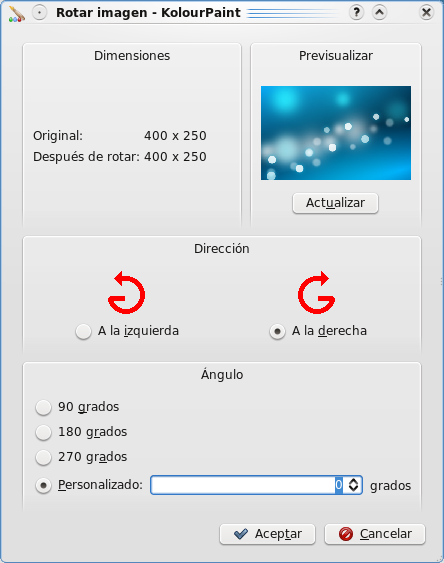 Rotar imagen - KolourPaint
Dimensiones
Original: 400 x 250
Después de rotar: 400 x 250
Previsualizar
Actualizar
Dirección
A la izquierda
A la derecha
Ángulo
90 grados
180 grados
270 grados
Personalizado: 0 grados
Aceptar
Cancelar